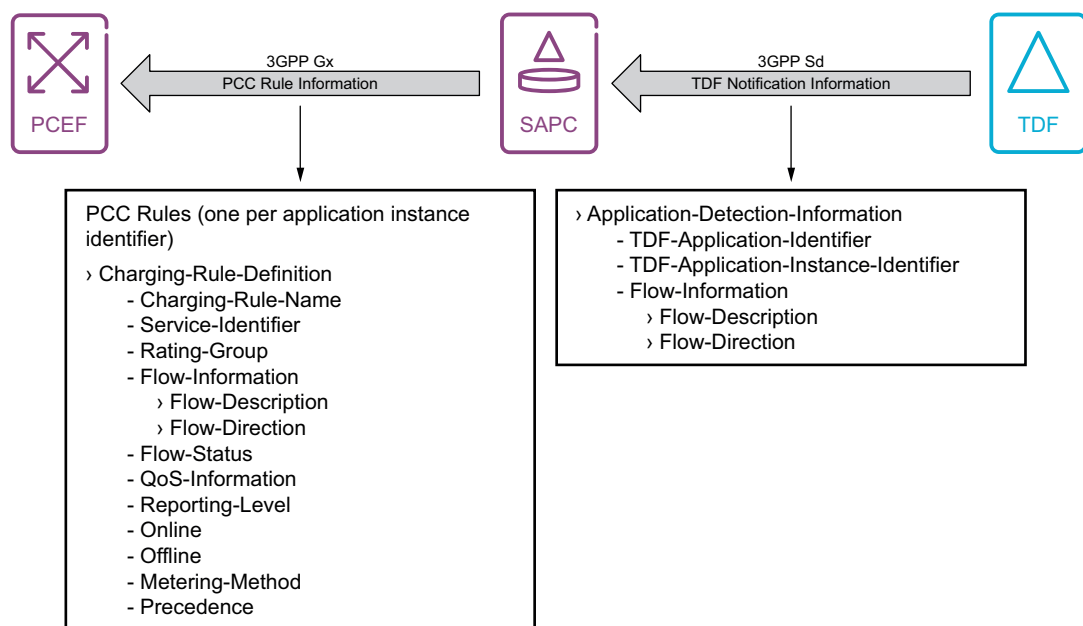 3GPP Gx
PCC Rule Information
3GPP Sd
TDF Notification Information
PCEF
SAPC
TDF
PCC Rules (one per application instance
identifier)
› Charging-Rule-Definition
- Charging-Rule-Name
- Service-Identifier
- Rating-Group
- Flow-Information
› Flow-Description
› Flow-Direction
- Flow-Status
- QoS-Information
- Reporting-Level
- Online
- Offline
- Metering-Method
- Precedence
› Application-Detection-Information
- TDF-Application-Identifier
- TDF-Application-Instance-Identifier
- Flow-Information
› Flow-Description
› Flow-Direction